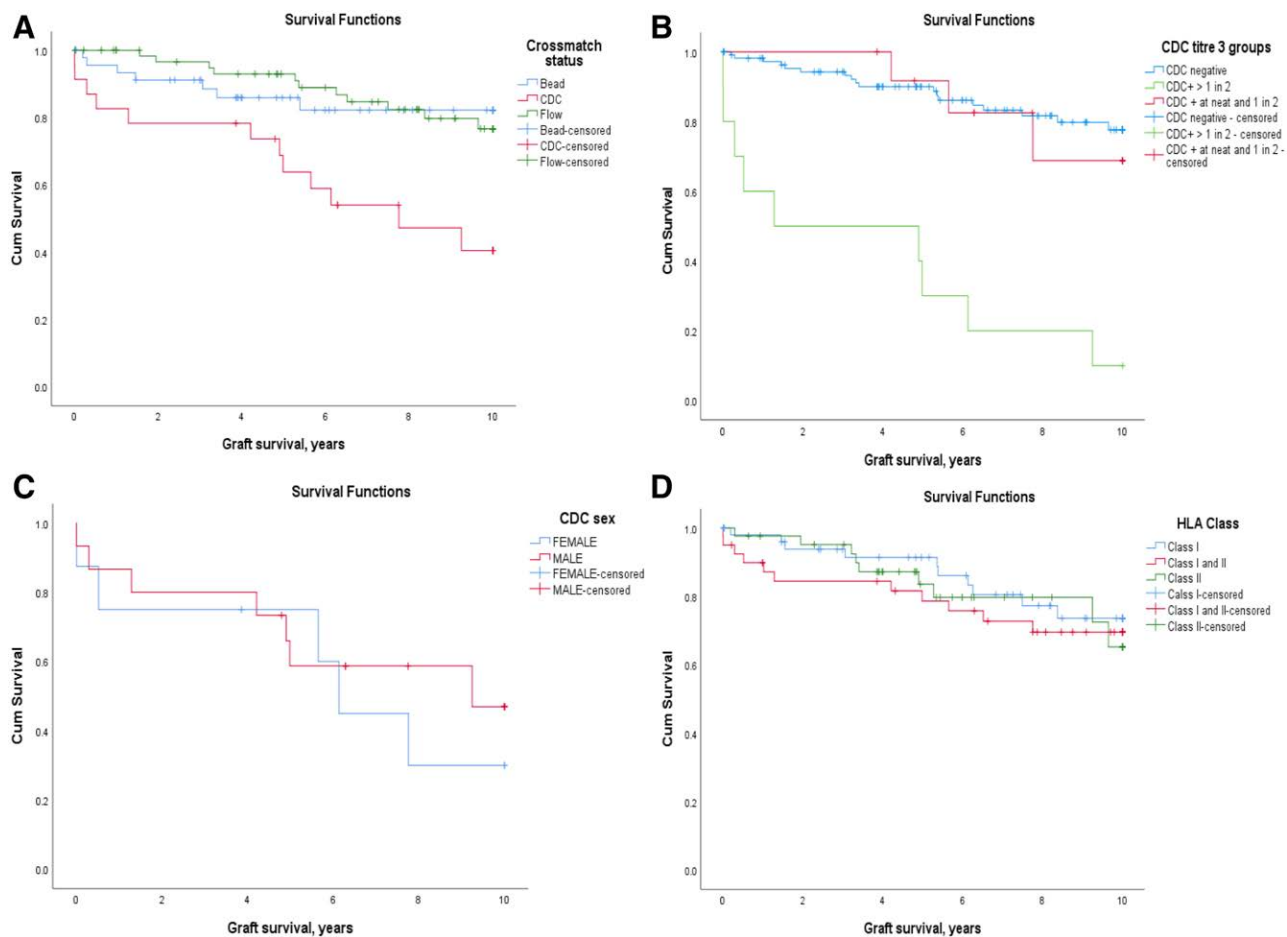 A
Survival Functions
Crossmatch
status
Bead
CDC
Flow
Bead-censored
CDC-censored
Flow-censored
Cum Survival
1.0
0.8
0.6
0.4
0.2
0.0
0 2 4 6 8 10
Graft survival, years
B
Survival Functions
CDC titre 3 groups
CDC negative
CDC+ > 1 in 2
CDC + at neat and 1 in 2
CDC negative - censored
CDC+ > 1 in 2 - censored
CDC + at neat and 1 in 2 -
censored
Cum Survival
1.0
0.8
0.6
0.4
0.2
0.0
0 2 4 6 8 10
Graft survival, years
C
Survival Functions
CDC sex
FEMALE
MALE
FEMALE-censored
MALE-censored
Cum Survival
1.0
0.8
0.6
0.4
0.2
0.0
0 2 4 6 8 10
Graft survival, years
D
Survival Functions
HLA Class
Class I
Class I and II
Class II
Calss I-censored
Class I and II-censored
Class II-censored
Cum Survival
1.0
0.8
0.6
0.4
0.2
0.0
0 2 4 6 8 10
Graft survival, years